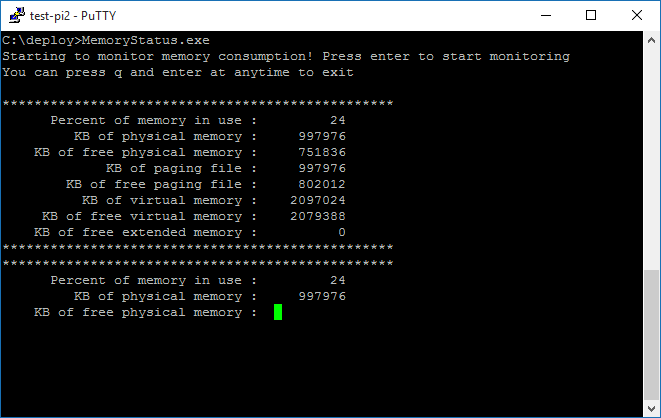 test-pi2 - PuTTY
C:\deploy>MemoryStatus.exe
Starting to monitor memory consumption! Press enter to start monitoring
You can press q and enter at anytime to exit
*************************************************
Percent of memory in use : 24
KB of physical memory : 997976
KB of free physical memory : 751836
KB of paging file : 997976
KB of free paging file : 802012
KB of virtual memory : 2097024
KB of free virtual memory : 2079388
KB of free extended memory : 0
*************************************************
*************************************************
Percent of memory in use : 24
KB of physical memory : 997976
KB of free physical memory :